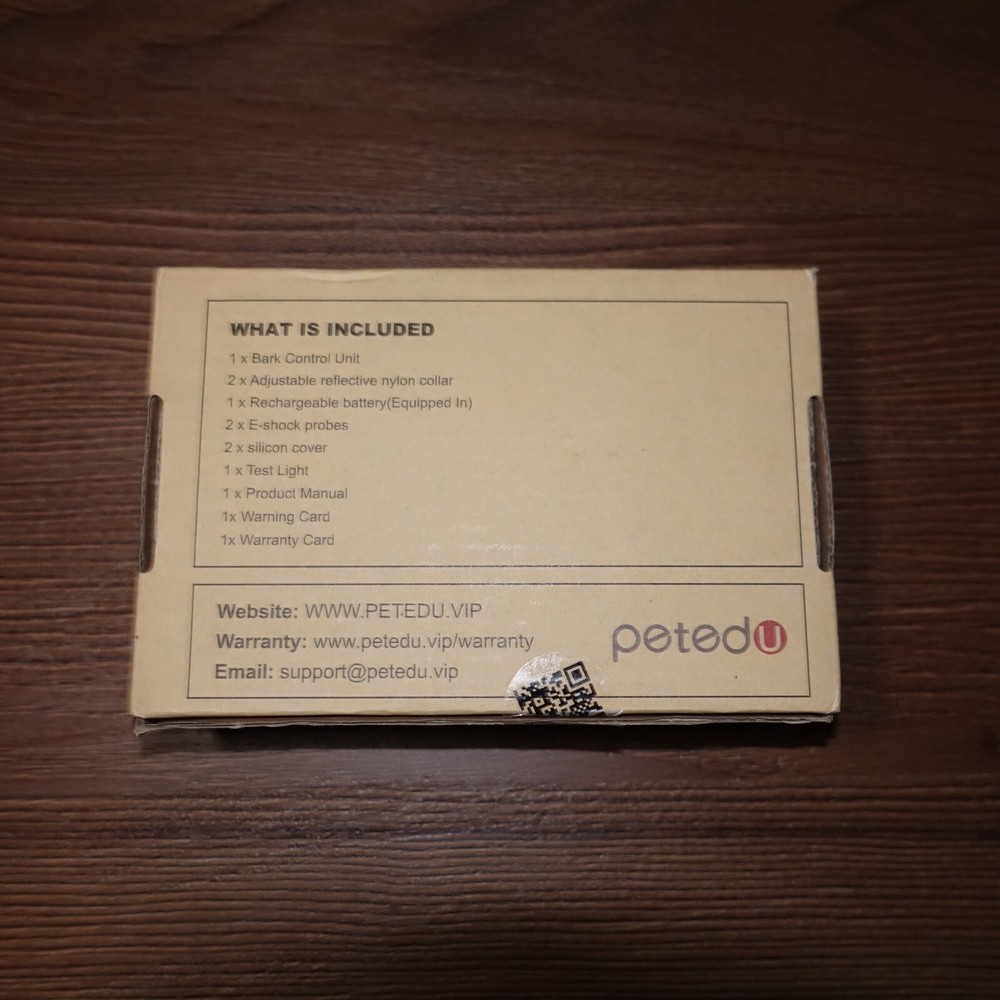 WHAT IS INCLUDED
1 x Bark Control Unit
2 x Adjustable reflective nylon collar
1 x Rechargeable battery(Equipped In)
2 x E-shock probes
2 x silicon cover
1 x Test Light
1 x Product Manual
1x Warning Card
1x Warranty Card
Website: WWW.PETEDU.VIP
Warranty: www.petedu.vip/warranty
Email: support@petedu.vip
petedU